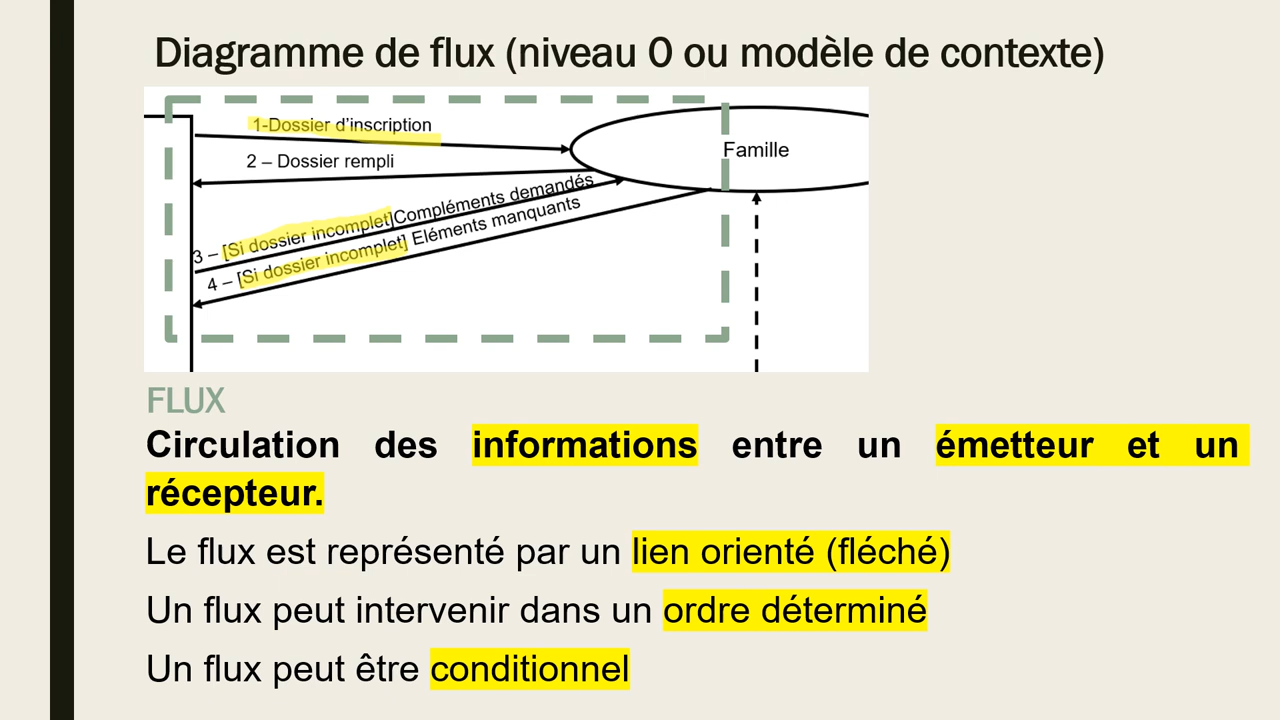 Diagramme de flux (niveau 0 ou modèle de contexte)
1-Dossier d'inscription
Famille
2 – Dossier rempli
3 – [Si dossier incomplet]Compléments demandés
4 – [Si dossier incomplet] Eléments manquants
FLUX
Circulation des informations entre un émetteur et un
récepteur.
Le flux est représenté par un lien orienté (fléché)
Un flux peut intervenir dans un ordre déterminé
Un flux peut être conditionnel